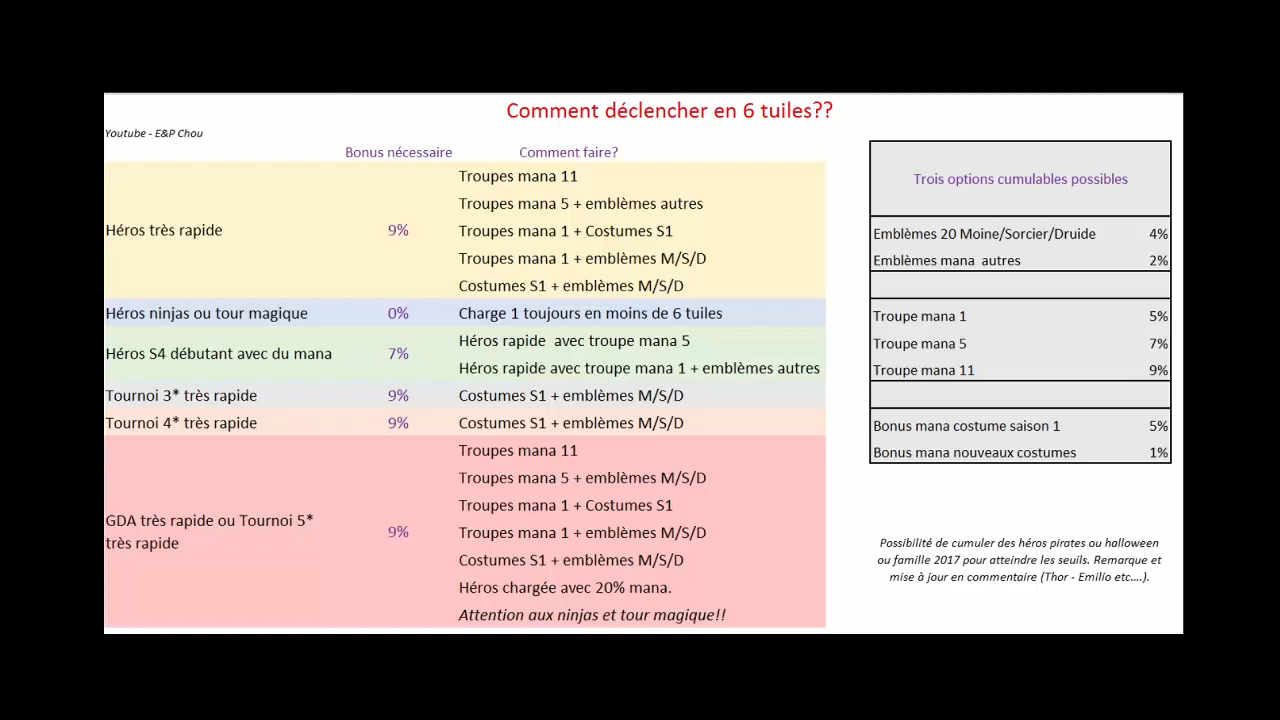 Comment déclencher en 6 tuiles??
Youtube - E&P Chou
Bonus nécessaire Comment faire?
Héros très rapide 9%
Troupes mana 11
Troupes mana 5 + emblèmes autres
Troupes mana 1 + Costumes S1
Troupes mana 1 + emblèmes M/S/D
Costumes S1 + emblèmes M/S/D
Héros ninjas ou tour magique 0% Charge 1 toujours en moins de 6 tuiles
Héros S4 débutant avec du mana 7%
Héros rapide avec troupe mana 5
Héros rapide avec troupe mana 1 + emblèmes autres
Tournoi 3* très rapide 9% Costumes S1 + emblèmes M/S/D
Tournoi 4* très rapide 9% Costumes S1 + emblèmes M/S/D
GDA très rapide ou Tournoi 5*
très rapide
9%
Troupes mana 11
Troupes mana 5 + emblèmes M/S/D
Troupes mana 1 + Costumes S1
Troupes mana 1 + emblèmes M/S/D
Costumes S1 + emblèmes M/S/D
Héros chargée avec 20% mana.
Attention aux ninjas et tour magique!!
Trois options cumulables possibles
Emblèmes 20 Moine/Sorcier/Druide 4%
Emblèmes mana autres 2%
Troupe mana 1 5%
Troupe mana 5 7%
Troupe mana 11 9%
Bonus mana costume saison 1 5%
Bonus mana nouveaux costumes 1%
Possibilité de cumuler des héros pirates ou halloween
ou famille 2017 pour atteindre les seuils. Remarque et
mise à jour en commentaire (Thor - Emilio etc....).